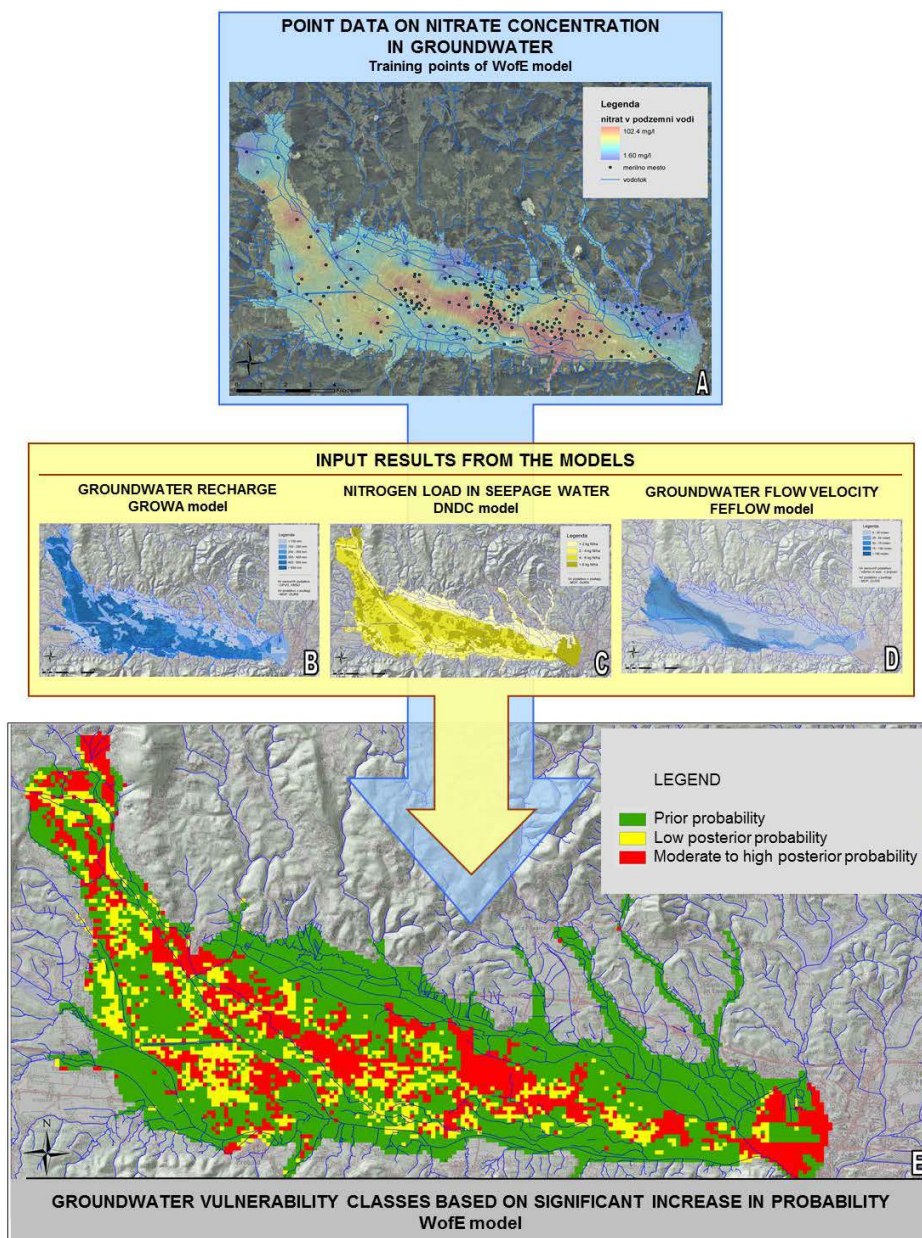 POINT DATA ON NITRATE CONCENTRATION
IN GROUNDWATER
Training points of WofE model
Legenda
nitrat v podzemni vodi
102.4 mg/l
1.60 mg/l
merilno mesto
vodotok
A
INPUT RESULTS FROM THE MODELS
GROUNDWATER RECHARGE
GROWA model
B
NITROGEN LOAD IN SEEPAGE WATER
DNDC model
C
GROUNDWATER FLOW VELOCITY
FEFLOW model
D
LEGEND
Prior probability
Low posterior probability
Moderate to high posterior probability
N
E
GROUNDWATER VULNERABILITY CLASSES BASED ON SIGNIFICANT INCREASE IN PROBABILITY
WofE model